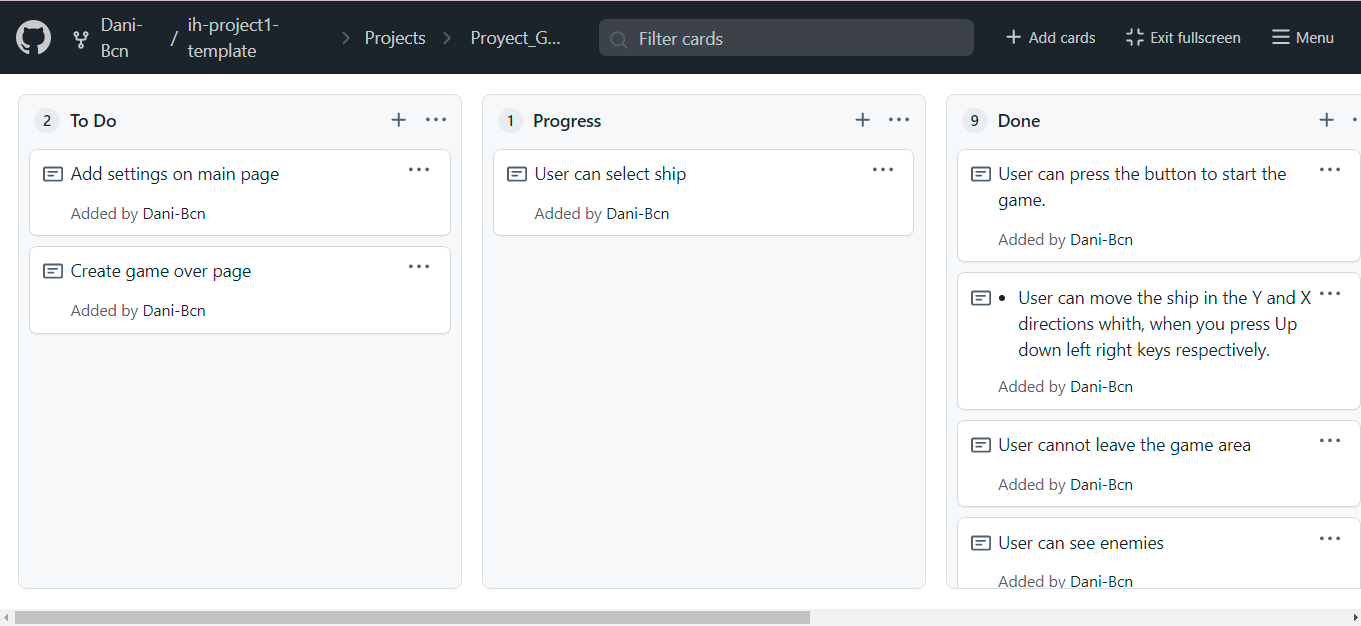 Dani-
Bcn
/
ih-project1-
template
Projects
Proyect_G...
Filter cards
Add cards
Exit fullscreen
Menu
2 To Do
Add settings on main page
Added by Dani-Bcn
Create game over page
Added by Dani-Bcn
1 Progress
User can select ship
Added by Dani-Bcn
9 Done
User can press the button to start the
game.
Added by Dani-Bcn
• User can move the ship in the Y and X
directions whith, when you press Up
down left right keys respectively.
Added by Dani-Bcn
User cannot leave the game area
Added by Dani-Bcn
User can see enemies
Added by Dani-Bcn